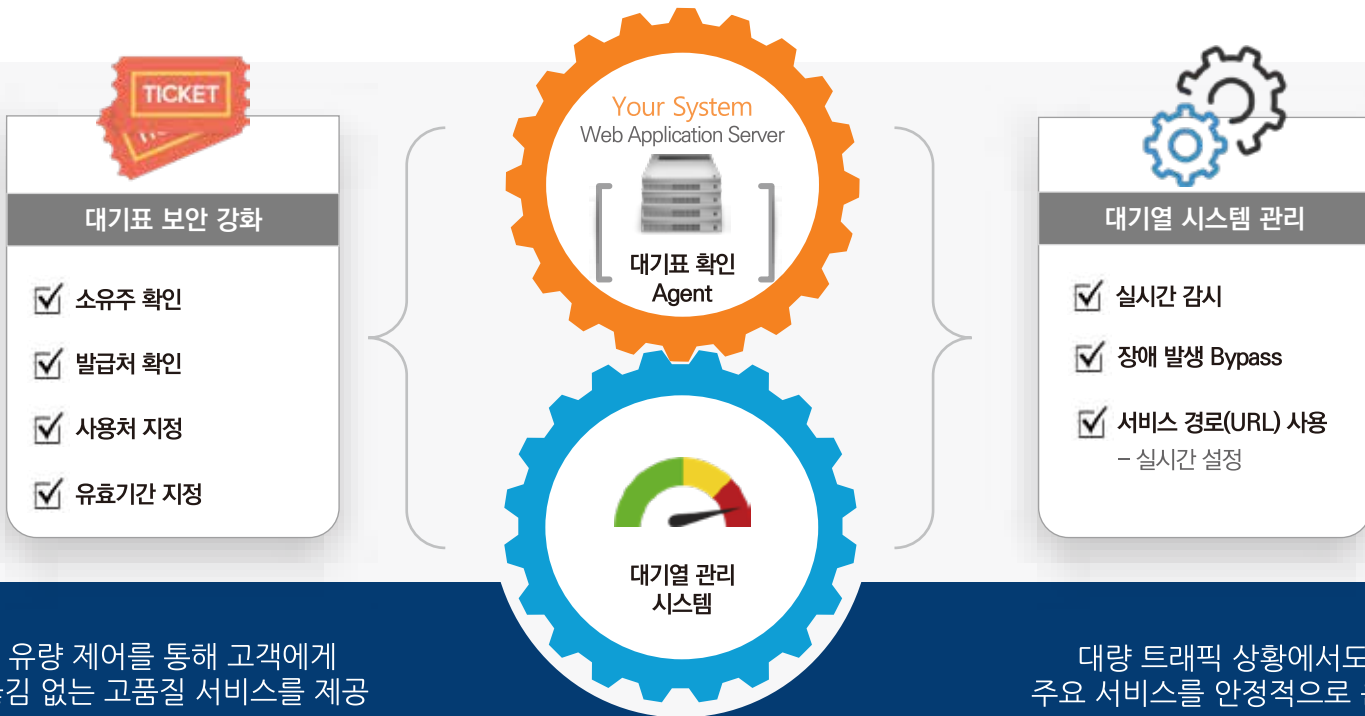 TICKET
대기표 보안 강화
소유주 확인
발급처 확인
사용처 지정
유효기간 지정
Your System
Web Application Server
대기표 확인
Agent
대기열 관리
시스템
대기열 시스템 관리
실시간 감시
장애 발생 Bypass
서비스 경로(URL) 사용
– 실시간 설정
유량 제어를 통해 고객에게
없는 고품질 서비스를 제공
대량 트래픽 상황에서도
주요 서비스를 안정적으로